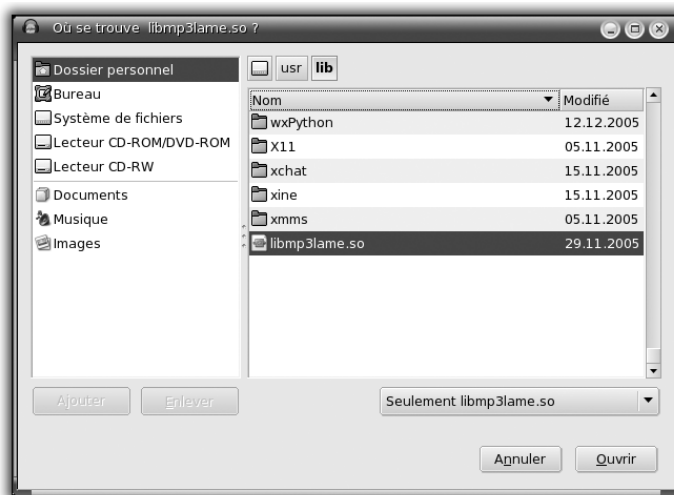 Où se trouve libmp3lame.so ?
Dossier personnel
Bureau
Système de fichiers
Lecteur CD-ROM/DVD-ROM
Lecteur CD-RW
Documents
Musique
Images
usr lib
Nom Modifié
wxPython 12.12.2005
X11 05.11.2005
xchat 15.11.2005
xine 15.11.2005
xmms 05.11.2005
libmp3lame.so 29.11.2005
Ajouter Enlever
Seulement libmp3lame.so
Annuler Ouvrir